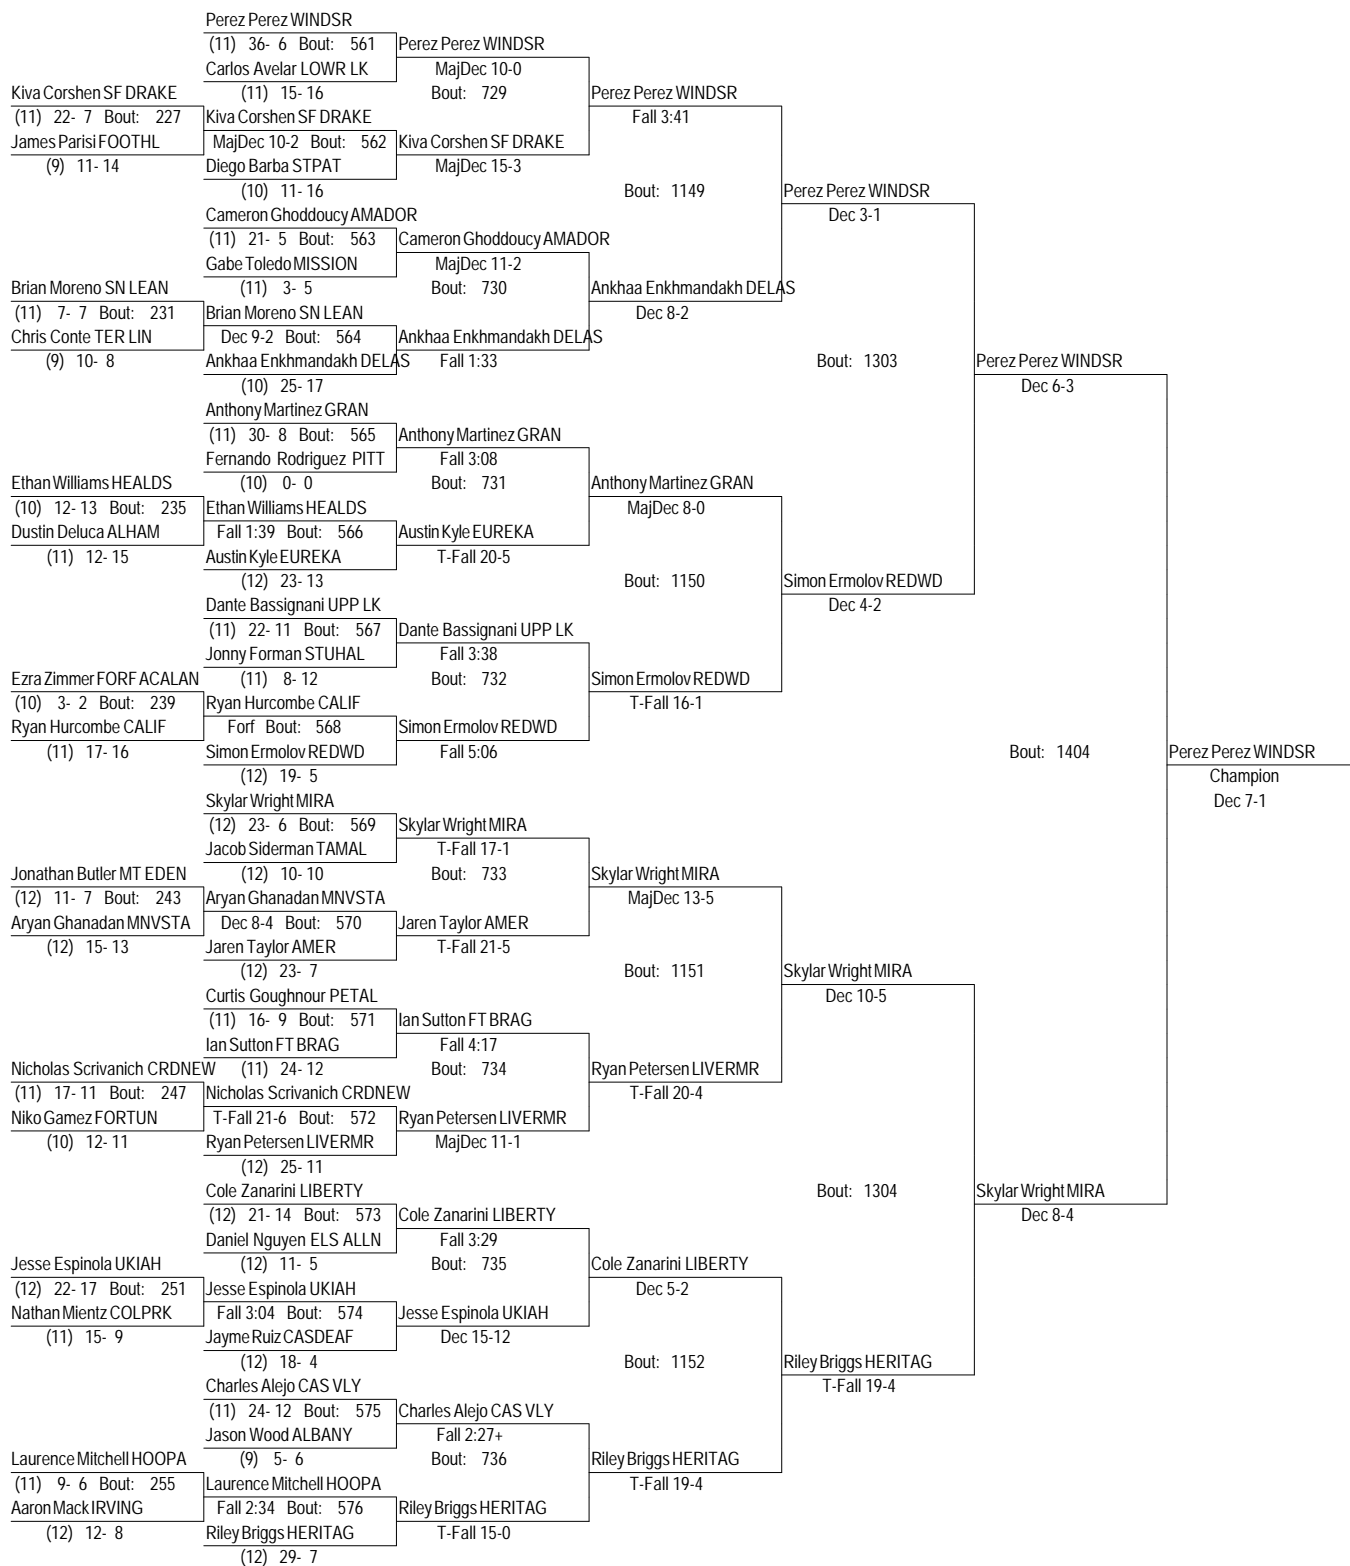 Perez Perez WINDSR
(11) 36- 6 Bout: 561 Perez Perez WINDSR
Carlos Avelar LOWR LK MajDec 10-0
Kiva Corshen SF DRAKE (11) 15- 16 Bout: 729 Perez Perez WINDSR
(11) 22- 7 Bout: 227 Kiva Corshen SF DRAKE Fall 3:41
James Parisi FOOTHL MajDec 10-2 Bout: 562 Kiva Corshen SF DRAKE
(9) 11- 14 Diego Barba STPAT MajDec 15-3
(10) 11- 16 Bout: 1149 Perez Perez WINDSR
Cameron Ghoddoucy AMADOR Dec 3-1
(11) 21- 5 Bout: 563 Cameron Ghoddoucy AMADOR
Gabe Toledo MISSION MajDec 11-2
Brian Moreno SN LEAN (11) 3- 5 Bout: 730 Ankhaa Enkhmandakh DELAS
(11) 7- 7 Bout: 231 Brian Moreno SN LEAN Dec 8-2
Chris Conte TER LIN Dec 9-2 Bout: 564 Ankhaa Enkhmandakh DELAS
(9) 10- 8 Ankhaa Enkhmandakh DELAS Fall 1:33 Bout: 1303 Perez Perez WINDSR
(10) 25- 17 Dec 6-3
Anthony Martinez GRAN
(11) 30- 8 Bout: 565 Anthony Martinez GRAN
Fernando Rodriguez PITT Fall 3:08
Ethan Williams HEALDS (10) 0- 0 Bout: 731 Anthony Martinez GRAN
(10) 12- 13 Bout: 235 Ethan Williams HEALDS MajDec 8-0
Dustin Deluca ALHAM Fall 1:39 Bout: 566 Austin Kyle EUREKA
(11) 12- 15 Austin Kyle EUREKA T-Fall 20-5
(12) 23- 13 Bout: 1150 Simon Ermolov REDWD
Dante Bassignani UPP LK Dec 4-2
(11) 22- 11 Bout: 567 Dante Bassignani UPP LK
Jonny Forman STUHAL Fall 3:38
Ezra Zimmer FORF ACALAN (11) 8- 12 Bout: 732 Simon Ermolov REDWD
(10) 3- 2 Bout: 239 Ryan Hurcombe CALIF T-Fall 16-1
Ryan Hurcombe CALIF Forf Bout: 568 Simon Ermolov REDWD
(11) 17- 16 Simon Ermolov REDWD Fall 5:06 Bout: 1404 Perez Perez WINDSR
(12) 19- 5 Champion
Skylar Wright MIRA Dec 7-1
(12) 23- 6 Bout: 569 Skylar Wright MIRA
Jacob Siderman TAMAL T-Fall 17-1
Jonathan Butler MT EDEN (12) 10- 10 Bout: 733 Skylar Wright MIRA
(12) 11- 7 Bout: 243 Aryan Ghanadan MNVSTA MajDec 13-5
Aryan Ghanadan MNVSTA Dec 8-4 Bout: 570 Jaren Taylor AMER
(12) 15- 13 Jaren Taylor AMER T-Fall 21-5
(12) 23- 7 Bout: 1151 Skylar Wright MIRA
Curtis Goughnour PETAL Dec 10-5
(11) 16- 9 Bout: 571 Ian Sutton FT BRAG
Ian Sutton FT BRAG Fall 4:17
Nicholas Scrivanich CRDNEW (11) 24- 12 Bout: 734 Ryan Petersen LIVERMR
(11) 17- 11 Bout: 247 Nicholas Scrivanich CRDNEW T-Fall 20-4
Niko Gamez FORTUN T-Fall 21-6 Bout: 572 Ryan Petersen LIVERMR
(10) 12- 11 Ryan Petersen LIVERMR MajDec 11-1
(12) 25- 11
Cole Zanarini LIBERTY Bout: 1304 Skylar Wright MIRA
(12) 21- 14 Bout: 573 Cole Zanarini LIBERTY Dec 8-4
Daniel Nguyen ELS ALLN Fall 3:29
Jesse Espinola UKIAH (12) 11- 5 Bout: 735 Cole Zanarini LIBERTY
(12) 22- 17 Bout: 251 Jesse Espinola UKIAH Dec 5-2
Nathan Mientz COLPRK Fall 3:04 Bout: 574 Jesse Espinola UKIAH
(11) 15- 9 Jayme Ruiz CASDEAF Dec 15-12
(12) 18- 4 Bout: 1152 Riley Briggs HERITAG
Charles Alejo CAS VLY T-Fall 19-4
(11) 24- 12 Bout: 575 Charles Alejo CAS VLY
Jason Wood ALBANY Fall 2:27+
Laurence Mitchell HOOPA (9) 5- 6 Bout: 736 Riley Briggs HERITAG
(11) 9- 6 Bout: 255 Laurence Mitchell HOOPA T-Fall 19-4
Aaron Mack IRVING Fall 2:34 Bout: 576 Riley Briggs HERITAG
(12) 12- 8 Riley Briggs HERITAG T-Fall 15-0
(12) 29- 7